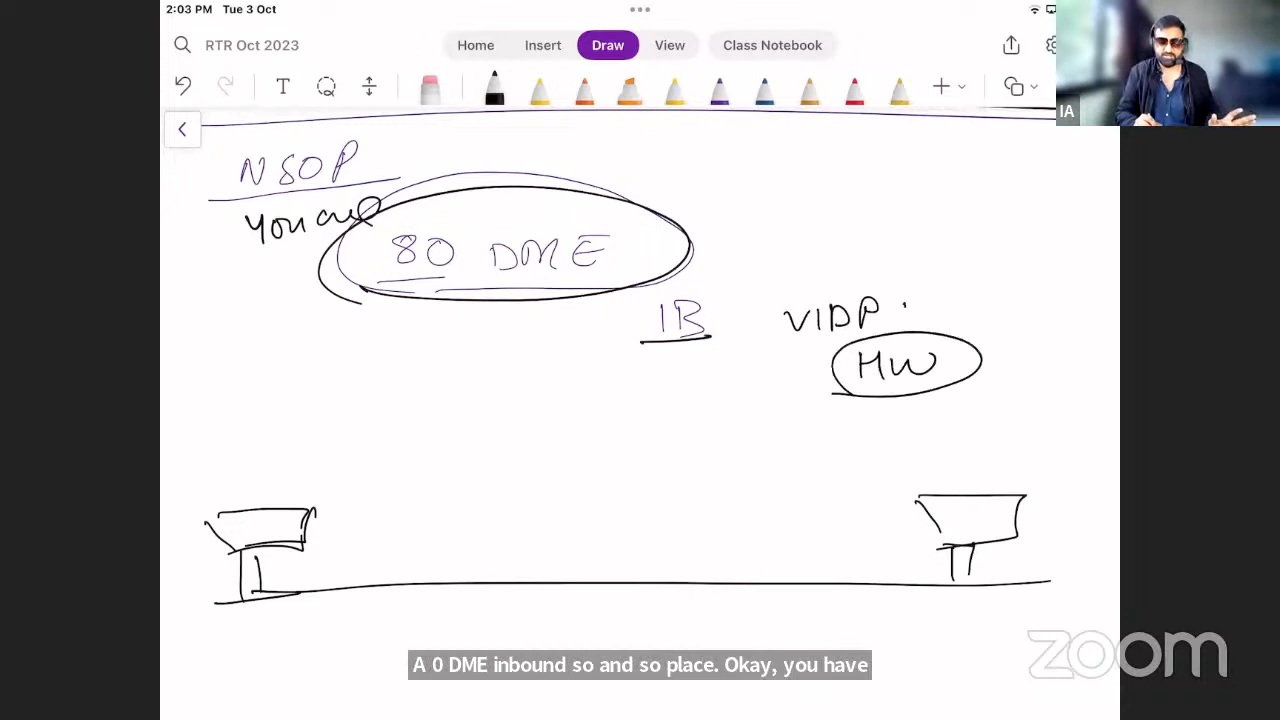 2:03 PM Tue 3 Oct
RTR Oct 2023
Home Insert Draw View Class Notebook
T
IA
NSOP
You are
80 DME
IB
VIDP
HW
A 0 DME inbound so and so place. Okay, you have
zoom